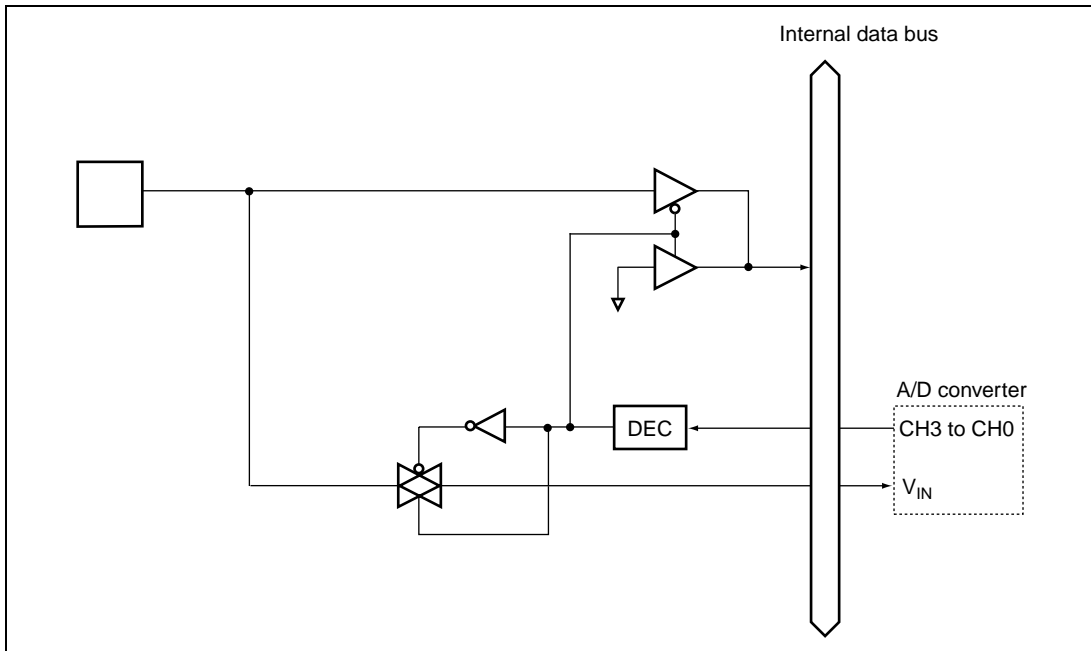 Internal data bus
A/D converter
DEC
CH3 to CH0
VIN